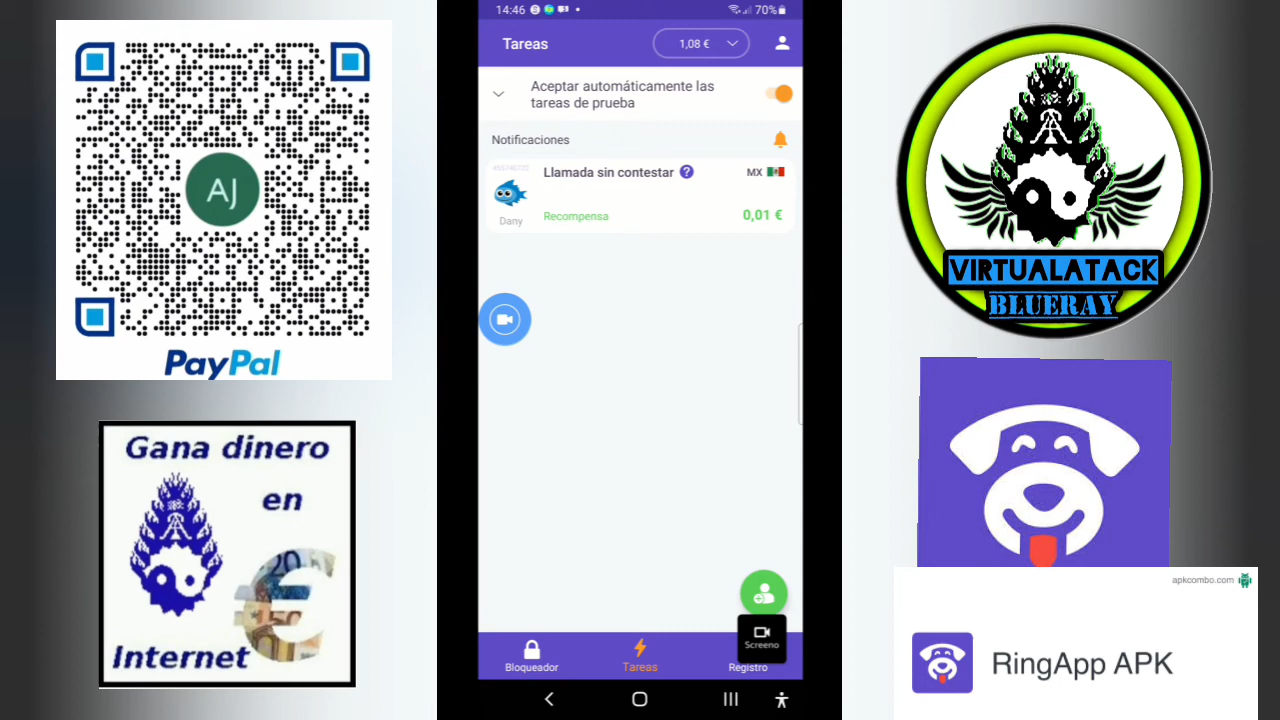 AJ
PayPal
Gana dinero
en
Internet
14:46
70%
Tareas
1,08 €
Aceptar automáticamente las
tareas de prueba
Notificaciones
Llamada sin contestar ?
MX
Dany
Recompensa
0,01 €
Screeno
Bloqueador
Tareas
Registro
VIRTUALATACK
BLUERAY
apkcombo.com
RingApp APK